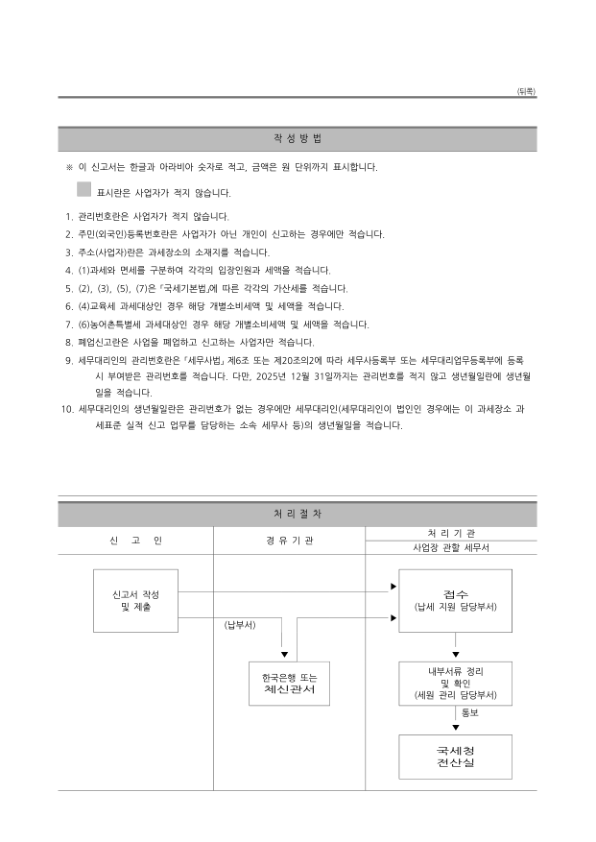 (뒤쪽)
작 성 방 법
※ 이 신고서는 한글과 아라비아 숫자로 적고, 금액은 원 단위까지 표시합니다.
표시란은 사업자가 적지 않습니다.
1. 관리번호란은 사업자가 적지 않습니다.
2. 주민(외국인)등록번호란은 사업자가 아닌 개인이 신고하는 경우에만 적습니다.
3. 주소(사업자)란은 과세장소의 소재지를 적습니다.
4. (1)과세와 면세를 구분하여 각각의 입장인원과 세액을 적습니다.
5. (2), (3), (5), (7)은 「국세기본법」에 따른 각각의 가산세를 적습니다.
6. (4)교육세 과세대상인 경우 해당 개별소비세액 및 세액을 적습니다.
7. (6)농어촌특별세 과세대상인 경우 해당 개별소비세액 및 세액을 적습니다.
8. 폐업신고란은 사업을 폐업하고 신고하는 사업자만 적습니다.
9. 세무대리인의 관리번호란은 「세무사법」 제6조 또는 제20조의2에 따라 세무사등록부 또는 세무대리업무등록부에 등록
시 부여받은 관리번호를 적습니다. 다만, 2025년 12월 31일까지는 관리번호를 적지 않고 생년월일란에 생년월
일을 적습니다.
10. 세무대리인의 생년월일란은 관리번호가 없는 경우에만 세무대리인(세무대리인이 법인인 경우에는 이 과세장소 과
세표준 실적 신고 업무를 담당하는 소속 세무사 등)의 생년월일을 적습니다.
처 리 절 차
신 고 인
경 유 기 관
처 리 기 관
사업장 관할 세무서
신고서 작성
및 제출
접수
(납세 지원 담당부서)
(납부서)
한국은행 또는
체신관서
내부서류 정리
및 확인
(세원 관리 담당부서)
통보
국세청
전산실